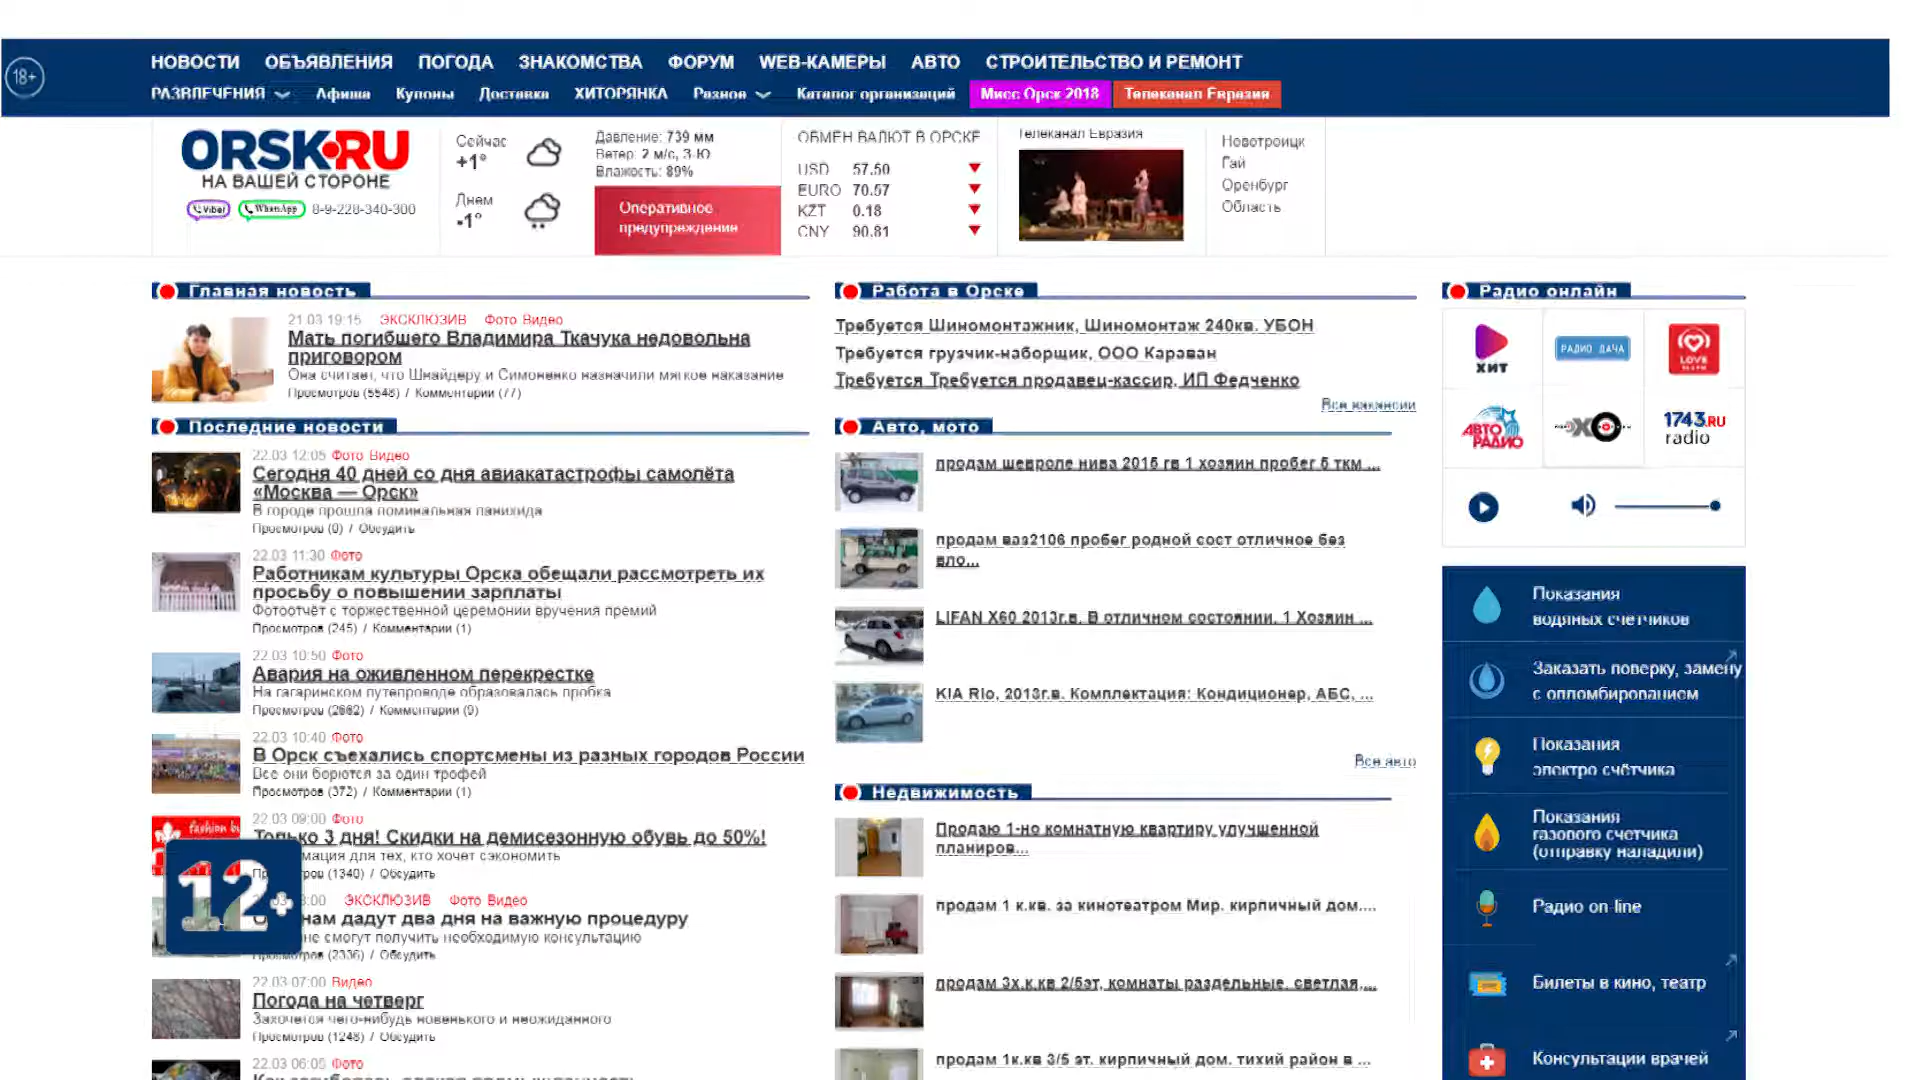 18+
НОВОСТИ ОБЪЯВЛЕНИЯ ПОГОДА ЗНАКОМСТВА ФОРУМ WEB-КАМЕРЫ АВТО СТРОИТЕЛЬСТВО И РЕМОНТ
РАЗВЛЕЧЕНИЯ Афиша Купоны Доставка ХИТОРЯНКА Разное Каталог организаций Мисс Орск 2018 Телеканал Евразия
ORSK.RU
НА ВАШЕЙ СТОРОНЕ
Viber WhatsApp 8-9-228-340-300
Сейчас
+1°
Днем
-1°
Давление: 739 мм
Ветер: 2 м/с, З-Ю
Влажость: 89%
Оперативное
предупреждение
ОБМЕН ВАЛЮТ В ОРСКЕ
USD 57.50
EURO 70.57
KZT 0.18
CNY 90.81
Телеканал Евразия
Новотроицк
Гай
Оренбург
Область
Главная новость
21.03 19:15 ЭКСКЛЮЗИВ Фото Видео
Мать погибшего Владимира Ткачука недовольна
приговором
Она считает, что Шнайдеру и Симоненко назначили мягкое наказание
Просмотров (5548) / Комментарии (77)
Последние новости
22.03 12:05 Фото Видео
Сегодня 40 дней со дня авиакатастрофы самолёта
«Москва — Орск»
В городе прошла поминальная панихида
Просмотров (0) / Обсудить
22.03 11:30 Фото
Работникам культуры Орска обещали рассмотреть их
просьбу о повышении зарплаты
Фотоотчёт с торжественной церемонии вручения премий
Просмотров (245) / Комментарии (1)
22.03 10:50 Фото
Авария на оживленном перекрестке
На гагаринском путепроводе образовалась пробка
Просмотров (2662) / Комментарии (9)
22.03 10:40 Фото
В Орск съехались спортсмены из разных городов России
Все они борются за один трофей
Просмотров (372) / Комментарии (1)
22.03 09:00 Фото
Только 3 дня! Скидки на демисезонную обувь до 50%!
мация для тех, кто хочет сэкономить
ров (1340) / Обсудить
12+
ЭКСКЛЮЗИВ Фото Видео
нам дадут два дня на важную процедуру
не смогут получить необходимую консультацию
Просмотров (2336) / Обсудить
22.03 07:00 Видео
Погода на четверг
Захочется чего-нибудь новенького и неожиданного
Просмотров (1248) / Обсудить
22.03 06:05 Фото
Работа в Орске
Требуется Шиномонтажник, Шиномонтаж 240кв. УБОН
Требуется грузчик-наборщик, ООО Караван
Требуется Требуется продавец-кассир, ИП Федченко
Все вакансии
Авто, мото
продам шевроле нива 2015 гв 1 хозяин пробег 5 ткм ...
продам ваз2106 пробег родной сост отличное без
вло...
LIFAN X60 2013г.в. В отличном состоянии, 1 Хозяин ...
KIA Rio, 2013г.в. Комплектация: Кондиционер, АБС, ...
Все авто
Недвижимость
Продаю 1-но комнатную квартиру улучшенной
планиров...
продам 1 к.кв. за кинотеатром Мир. кирпичный дом....
продам 3х.к.кв 2/5эт, комнаты раздельные, светлая,...
продам 1к.кв 3/5 эт. кирпичный дом. тихий район в ...
Радио онлайн
ХИТ
РАДИО ДАЧА
LOVE
АВТО
РАДИО
ЭХО
1743.RU
radio
Показания
водяных счетчиков
Заказать поверку, замену
с опломбированием
Показания
электро счётчика
Показания
газового счетчика
(отправку наладили)
Радио on-line
Билеты в кино, театр
Консультации врачей